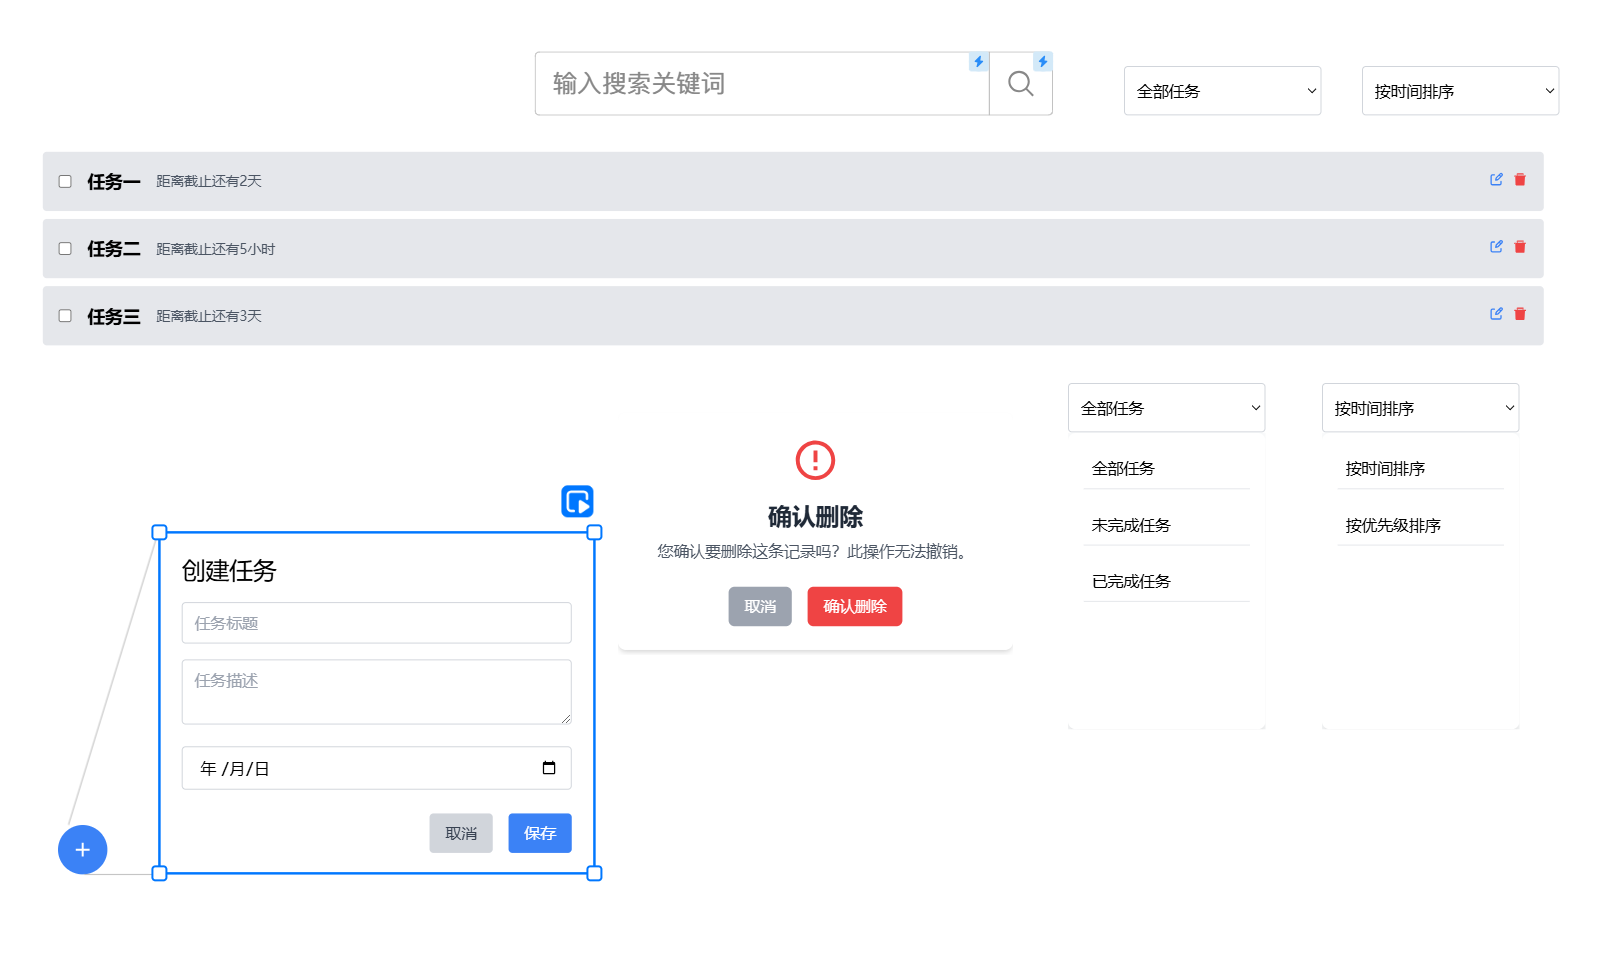 输入搜索关键词
全部任务
按时间排序
任务一 距离截止还有2天
任务二 距离截止还有5小时
任务三 距离截止还有3天
创建任务
任务标题
任务描述
年 /月/日
取消 保存
确认删除
您确认要删除这条记录吗？此操作无法撤销。
取消 确认删除
全部任务
全部任务
未完成任务
已完成任务
按时间排序
按时间排序
按优先级排序